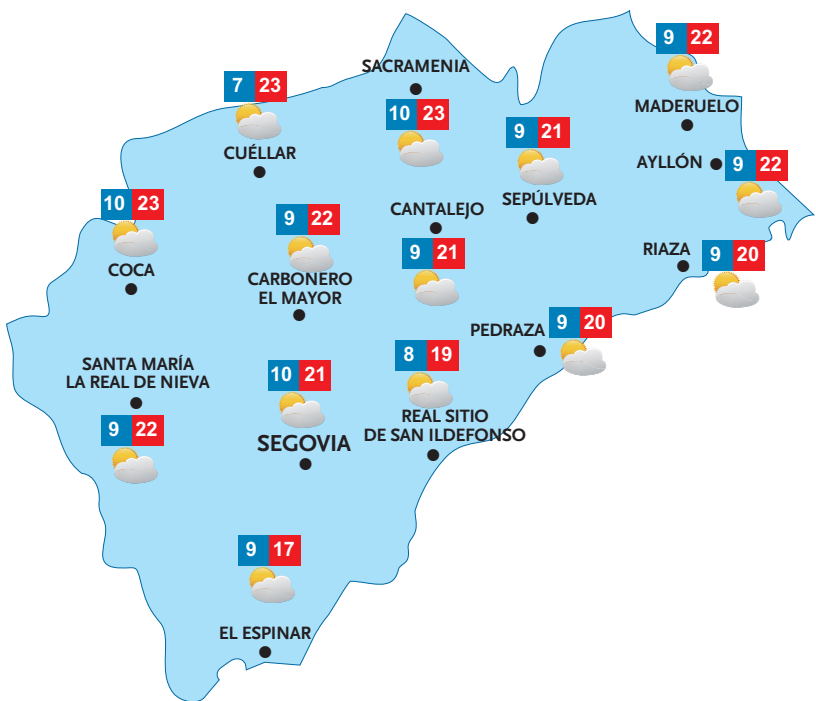 9 22
MADERUELO
SACRAMENIA
10 23
7 23
CUÉLLAR
9 21
SEPÚLVEDA
AYLLÓN
9 22
10 23
COCA
9 22
CARBONERO
EL MAYOR
CANTALEJO
9 21
RIAZA
9 20
PEDRAZA
9 20
SANTA MARÍA
LA REAL DE NIEVA
9 22
10 21
SEGOVIA
8 19
REAL SITIO
DE SAN ILDEFONSO
9 17
EL ESPINAR